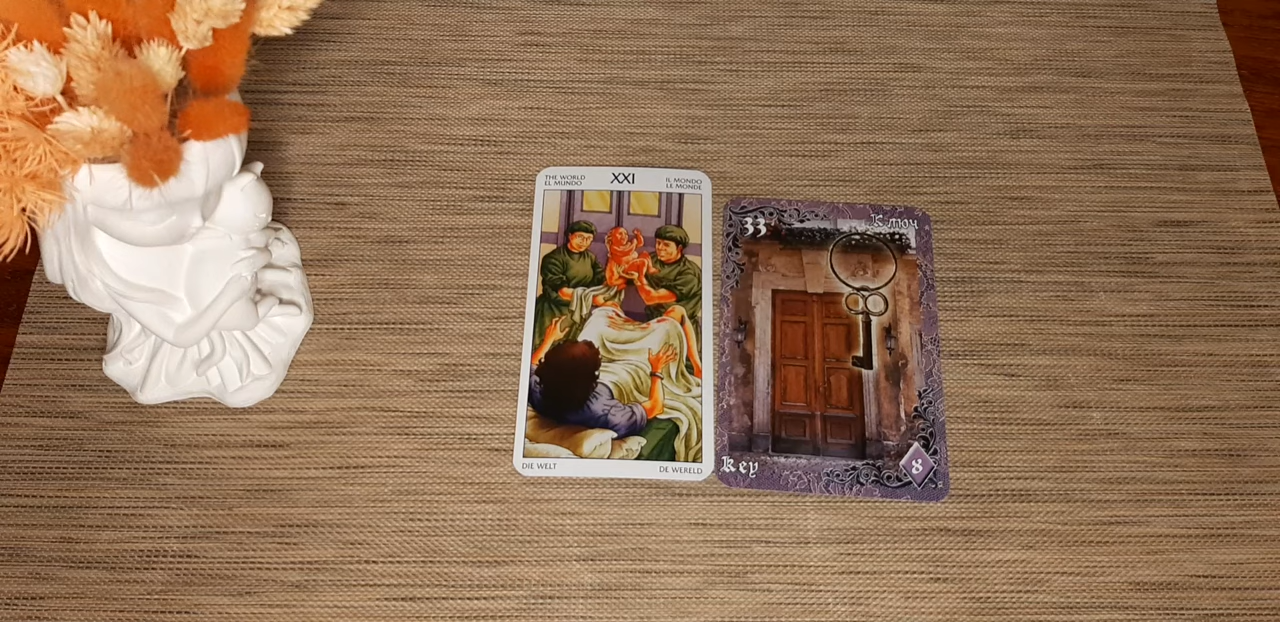 THE WORLD
EL MUNDO
XXI
IL MONDO
LE MONDE
DIE WELT
DE WERELD
33
Ключ
Key
8